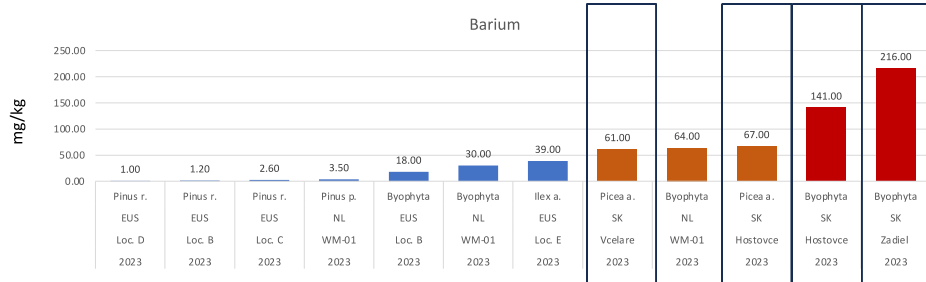 Barium
mg/kg
250.00
200.00
150.00
100.00
50.00
0.00
1.00 1.20 2.60 3.50 18.00 30.00 39.00 61.00 64.00 67.00 141.00 216.00
Pinus r. Pinus r. Pinus r. Pinus p. Byophyta Byophyta Ilex a. Picea a. Byophyta Picea a. Byophyta Byophyta
EUS EUS EUS NL EUS NL EUS SK NL SK SK SK
Loc. D Loc. B Loc. C WM-01 Loc. B WM-01 Loc. E Vcelare WM-01 Hostovce Hostovce Zadiel
2023 2023 2023 2023 2023 2023 2023 2023 2023 2023 2023 2023